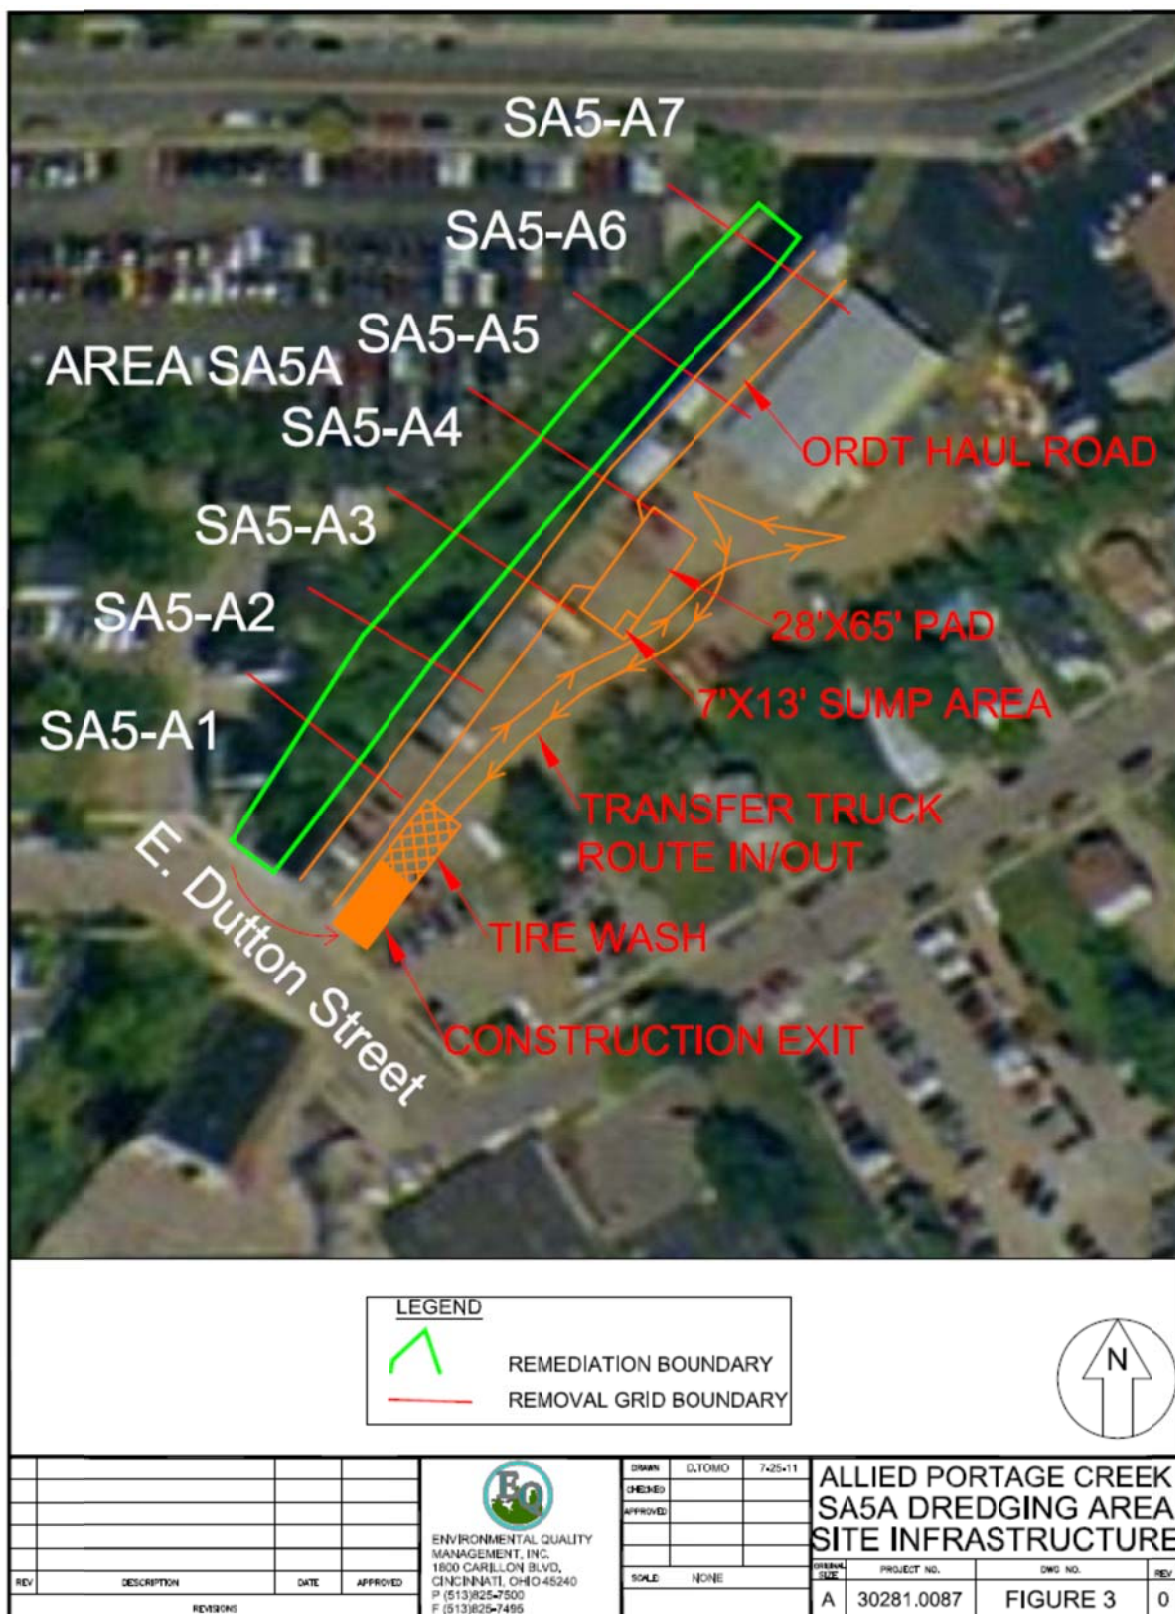 SA5-A7
SA5-A6
SA5-A5
AREA SA5A
SA5-A4
ORDT HAUL ROAD
SA5-A3
SA5-A2
28'X65' PAD
7'X13' SUMP AREA
SA5-A1
TRANSFER TRUCK
ROUTE IN/OUT
E. Dutton Street
TIRE WASH
CONSTRUCTION EXIT
LEGEND
REMEDIATION BOUNDARY
REMOVAL GRID BOUNDARY
N
REV DESCRIPTION DATE APPROVED
REVISIONS
EQ
ENVIRONMENTAL QUALITY
MANAGEMENT, INC.
1800 CARILLON BLVD.
CINCINNATI, OHIO 45240
P (513)825-7500
F (513)825-7495
DRAWN D.TOMO 7-25-11
CHECKED
APPROVED
SCALE NONE
ALLIED PORTAGE CREEK
SA5A DREDGING AREA
SITE INFRASTRUCTURE
ORIGINAL SIZE PROJECT NO. DWG NO. REV
A 30281.0087 FIGURE 3 0